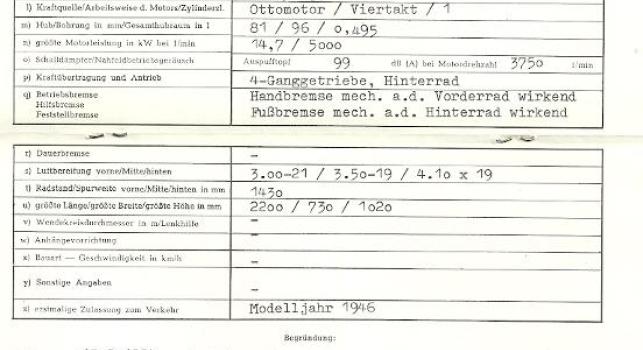 l) Kraftquelle/Arbeitsweise d. Motors/Zylinderzl. Ottomotor / Viertakt / 1
m) Hub/Bohrung in mm/Gesamthubraum in l 81 / 96 / 0,495
n) größte Motorleistung in kW bei 1/min 14,7 / 5000
o) Schalldämpfer/Nahfeldbetriebsgeräusch Auspufftopf 99 dB (A) bei Motordrehzahl 3750 1/min
p) Kraftübertragung und Antrieb 4-Ganggetriebe, Hinterrad
q) Betriebsbremse Handbremse mech. a.d. Vorderrad wirkend
Hilfsbremse
Feststellbremse Fußbremse mech. a.d. Hinterrad wirkend
r) Dauerbremse -
s) Luftbereifung vorne/Mitte/hinten 3.00-21 / 3.50-19 / 4.10 x 19
t) Radstand/Spurweite vorne/Mitte/hinten in mm 1430
u) größte Länge/größte Breite/größte Höhe in mm 2200 / 730 / 1020
v) Wendekreisdurchmesser in m/Lenkhilfe -
w) Anhängevorrichtung -
x) Bauart — Geschwindigkeit in km/h -
y) Sonstige Angaben -
z) erstmalige Zulassung zum Verkehr Modelljahr 1946
Begründung: